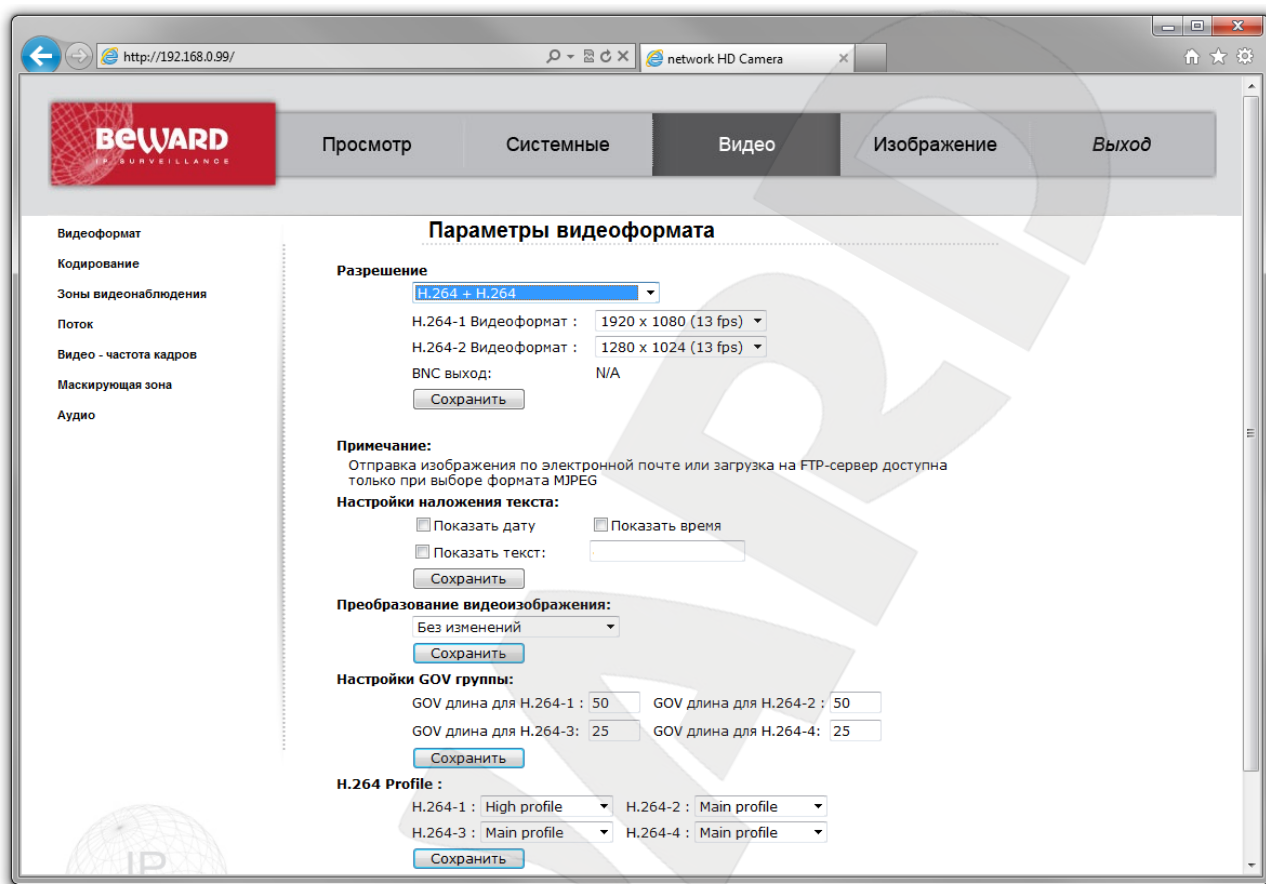 http://192.168.0.99/
network HD Camera
BEWARD
IP SURVEILLANCE
Просмотр Системные Видео Изображение Выход
Видеоформат
Кодирование
Зоны видеонаблюдения
Поток
Видео - частота кадров
Маскирующая зона
Аудио
Параметры видеоформата
Разрешение
H.264 + H.264
H.264-1 Видеоформат : 1920 x 1080 (13 fps)
H.264-2 Видеоформат : 1280 x 1024 (13 fps)
BNC выход: N/A
Сохранить
Примечание:
Отправка изображения по электронной почте или загрузка на FTP-сервер доступна
только при выборе формата MJPEG
Настройки наложения текста:
Показать дату Показать время
Показать текст:
Сохранить
Преобразование видеоизображения:
Без изменений
Сохранить
Настройки GOV группы:
GOV длина для H.264-1 : 50 GOV длина для H.264-2 : 50
GOV длина для H.264-3: 25 GOV длина для H.264-4: 25
Сохранить
H.264 Profile :
H.264-1 : High profile H.264-2 : Main profile
H.264-3 : Main profile H.264-4 : Main profile
Сохранить
IP